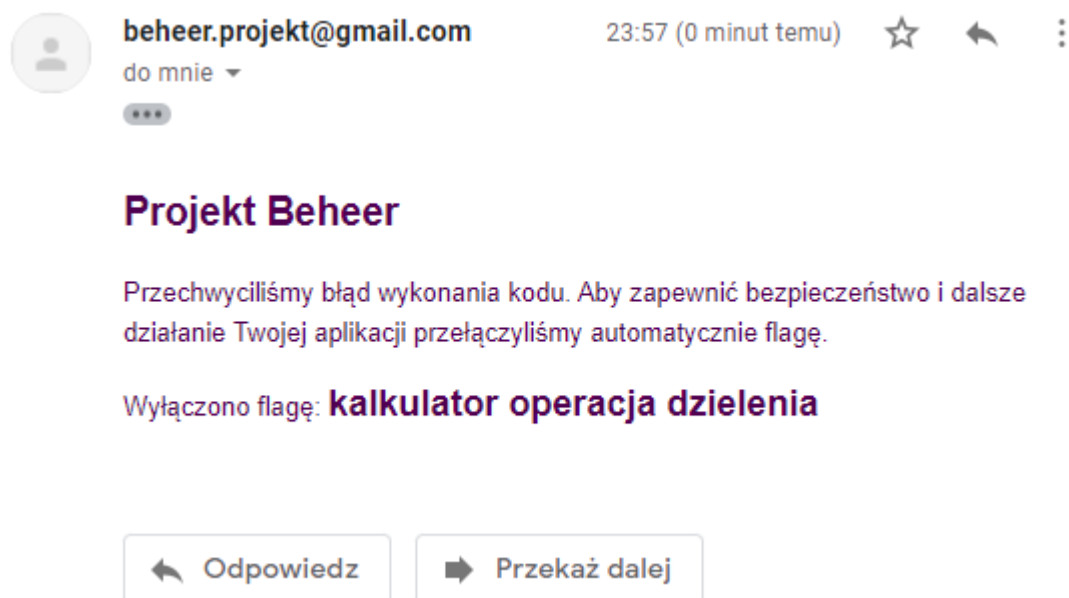 beheer.projekt@gmail.com 23:57 (0 minut temu)
do mnie
Projekt Beheer
Przechwyciliśmy błąd wykonania kodu. Aby zapewnić bezpieczeństwo i dalsze
działanie Twojej aplikacji przełączyliśmy automatycznie flagę.
Wyłączono flagę: kalkulator operacja dzielenia
Odpowiedz Przekaż dalej